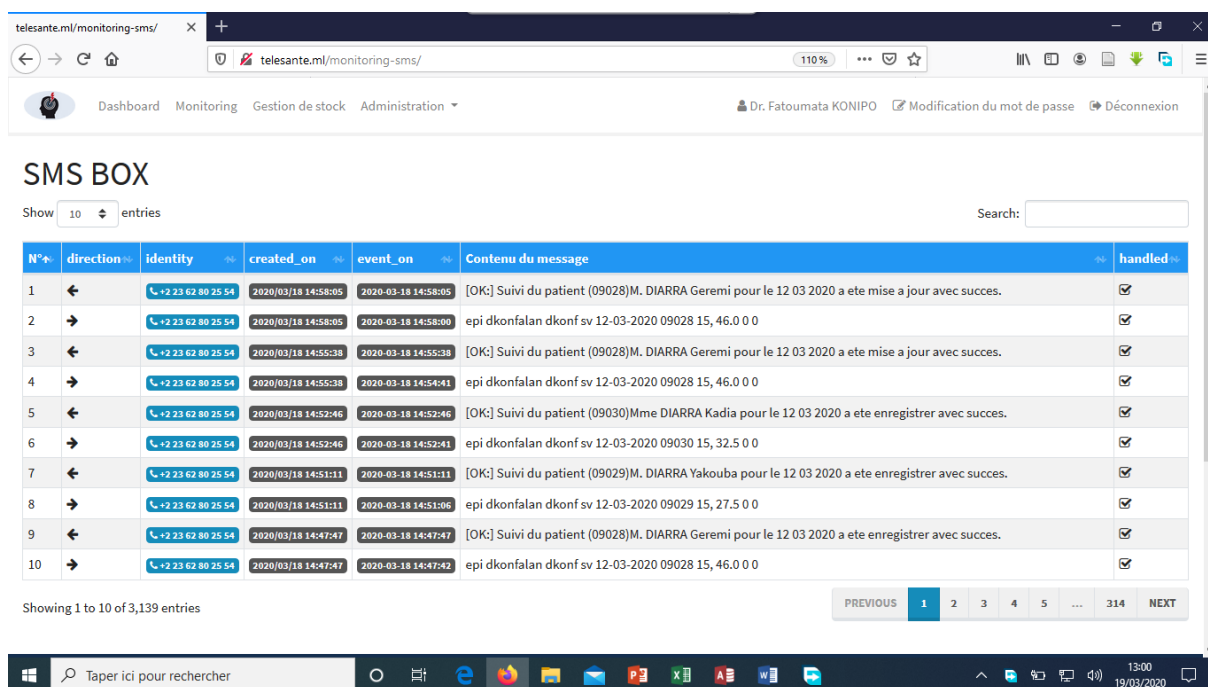 telesante.ml/monitoring-sms/
telesante.ml/monitoring-sms/ 110 %
Dashboard Monitoring Gestion de stock Administration Dr. Fatoumata KONIPO Modification du mot de passe Déconnexion
SMS BOX
Show 10 entries Search:
N° direction identity created_on event_on Contenu du message handled
1 +2 23 62 80 25 54 2020/03/18 14:58:05 2020-03-18 14:58:05 [OK:] Suivi du patient (09028)M. DIARRA Geremi pour le 12 03 2020 a ete mise a jour avec succes.
2 +2 23 62 80 25 54 2020/03/18 14:58:05 2020-03-18 14:58:00 epi dkonfalan dkonf sv 12-03-2020 09028 15, 46.0 0 0
3 +2 23 62 80 25 54 2020/03/18 14:55:38 2020-03-18 14:55:38 [OK:] Suivi du patient (09028)M. DIARRA Geremi pour le 12 03 2020 a ete mise a jour avec succes.
4 +2 23 62 80 25 54 2020/03/18 14:55:38 2020-03-18 14:54:41 epi dkonfalan dkonf sv 12-03-2020 09028 15, 46.0 0 0
5 +2 23 62 80 25 54 2020/03/18 14:52:46 2020-03-18 14:52:46 [OK:] Suivi du patient (09030)Mme DIARRA Kadia pour le 12 03 2020 a ete enregistrer avec succes.
6 +2 23 62 80 25 54 2020/03/18 14:52:46 2020-03-18 14:52:41 epi dkonfalan dkonf sv 12-03-2020 09030 15, 32.5 0 0
7 +2 23 62 80 25 54 2020/03/18 14:51:11 2020-03-18 14:51:11 [OK:] Suivi du patient (09029)M. DIARRA Yakouba pour le 12 03 2020 a ete enregistrer avec succes.
8 +2 23 62 80 25 54 2020/03/18 14:51:11 2020-03-18 14:51:06 epi dkonfalan dkonf sv 12-03-2020 09029 15, 27.5 0 0
9 +2 23 62 80 25 54 2020/03/18 14:47:47 2020-03-18 14:47:47 [OK:] Suivi du patient (09028)M. DIARRA Geremi pour le 12 03 2020 a ete enregistrer avec succes.
10 +2 23 62 80 25 54 2020/03/18 14:47:47 2020-03-18 14:47:42 epi dkonfalan dkonf sv 12-03-2020 09028 15, 46.0 0 0
Showing 1 to 10 of 3,139 entries PREVIOUS 1 2 3 4 5 ... 314 NEXT
Taper ici pour rechercher 13:00
19/03/2020